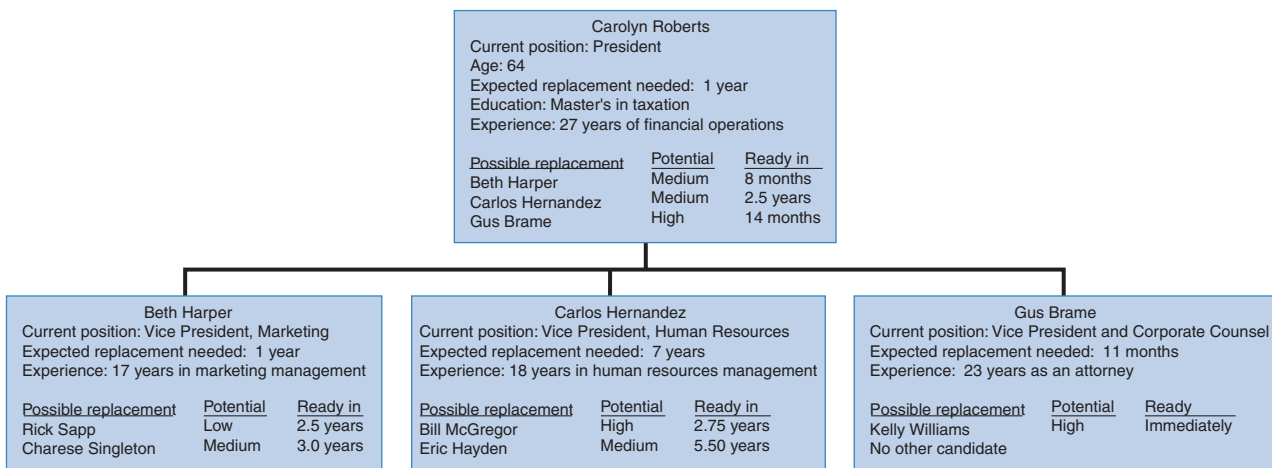 Carolyn Roberts
Current position: President
Age: 64
Expected replacement needed: 1 year
Education: Master's in taxation
Experience: 27 years of financial operations
Possible replacement Potential Ready in
Beth Harper Medium 8 months
Carlos Hernandez Medium 2.5 years
Gus Brame High 14 months
Beth Harper
Current position: Vice President, Marketing
Expected replacement needed: 1 year
Experience: 17 years in marketing management
Possible replacement Potential Ready in
Rick Sapp Low 2.5 years
Charese Singleton Medium 3.0 years
Carlos Hernandez
Current position: Vice President, Human Resources
Expected replacement needed: 7 years
Experience: 18 years in human resources management
Possible replacement Potential Ready in
Bill McGregor High 2.75 years
Eric Hayden Medium 5.50 years
Gus Brame
Current position: Vice President and Corporate Counsel
Expected replacement needed: 11 months
Experience: 23 years as an attorney
Possible replacement Potential Ready
Kelly Williams High Immediately
No other candidate